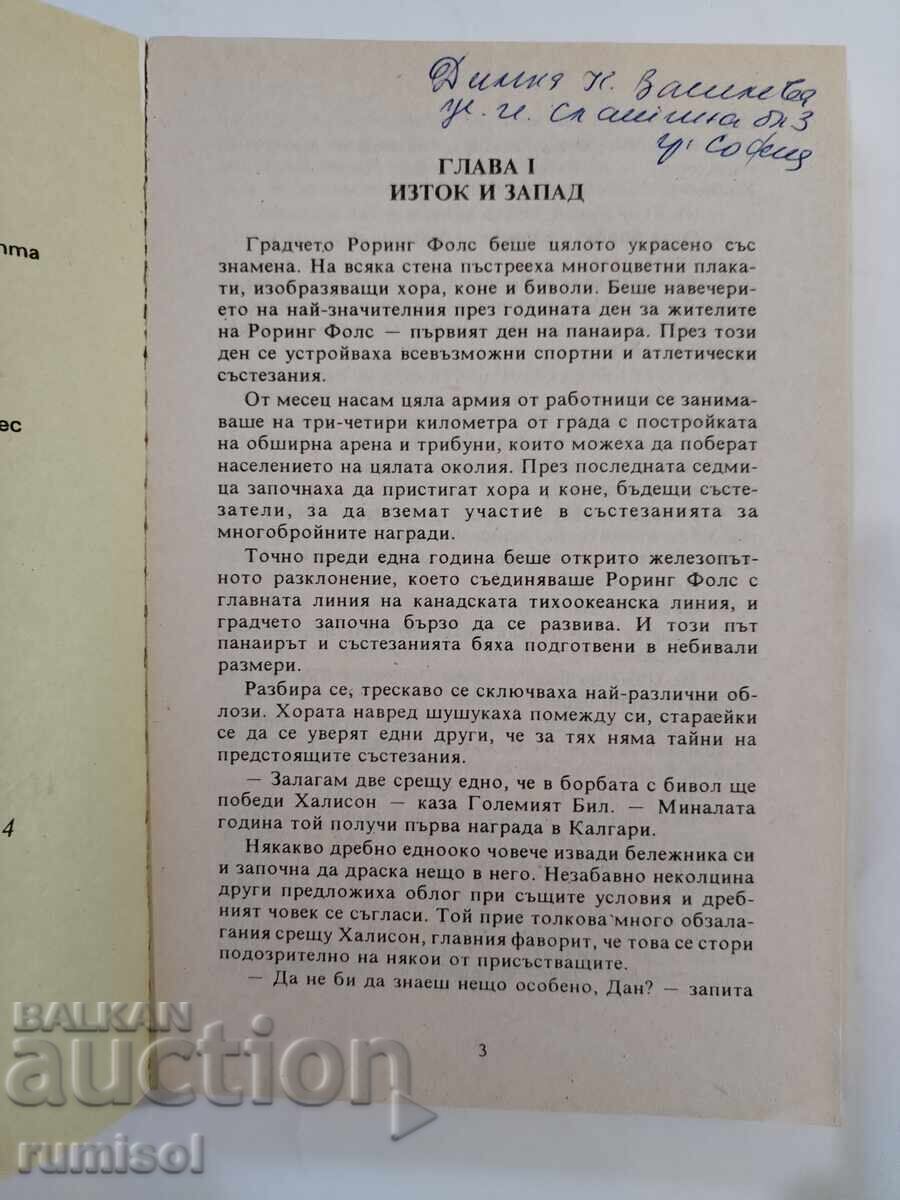 Димка К. Василева
ж. к. Слатина бл 3
гр. София
ГЛАВА I
ИЗТОК И ЗАПАД
Градчето Роринг Фолс беше цялото украсено със
знамена. На всяка стена пъстрееха многоцветни плака-
ти, изобразяващи хора, коне и биволи. Беше навечери-
ето на най-значителния през годината ден за жителите
на Роринг Фолс — първият ден на панаира. През този
ден се устройваха всевъзможни спортни и атлетически
състезания.
От месец насам цяла армия от работници се занима-
ваше на три-четири километра от града с постройката
на обширна арена и трибуни, които можеха да поберат
населението на цялата околия. През последната седми-
ца започнаха да пристигат хора и коне, бъдещи състе-
затели, за да вземат участие в състезанията за
многобройните награди.
Точно преди една година беше открито железопът-
ното разклонение, което съединяваше Роринг Фолс с
главната линия на канадската тихоокеанска линия, и
градчето започна бързо да се развива. И този път
панаирът и състезанията бяха подготвени в небивали
размери.
Разбира се, трескаво се сключваха най-различни об-
лози. Хората навред шушукаха помежду си, стараейки
се да се уверят едни други, че за тях няма тайни на
предстоящите състезания.
— Залагам две срещу едно, че в борбата с бивол ще
победи Халисон — каза Големият Бил. — Миналата
година той получи първа награда в Калгари.
Някакво дребно еднооко човече извади бележника си
и започна да драска нещо в него. Незабавно неколцина
други предложиха облог при същите условия и дреб-
ният човек се съгласи. Той прие толкова много обзала-
гания срещу Халисон, главния фаворит, че това се стори
подозрително на някои от присъстващите.
— Да не би да знаеш нещо особено, Дан? — запита
3
ес
4
BALKAN
auction
rumisol